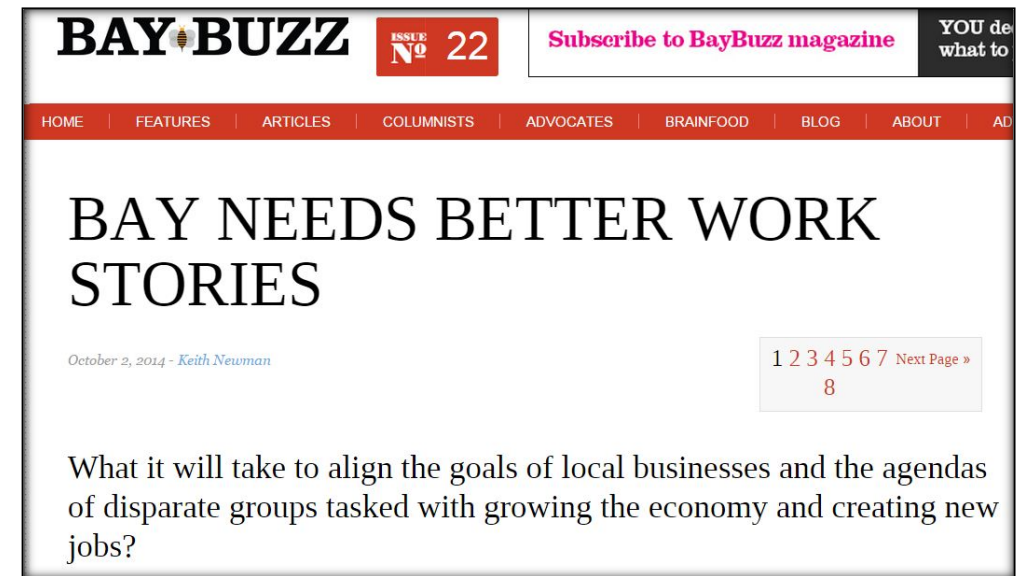 BAY BUZZ
ISSUE
Nº 22
Subscribe to BayBuzz magazine
YOU
what to
HOME FEATURES ARTICLES COLUMNISTS ADVOCATES BRAINFOOD BLOG ABOUT AD
BAY NEEDS BETTER WORK
STORIES
October 2, 2014 - Keith Newman
1 2 3 4 5 6 7 Next Page »
8
What it will take to align the goals of local businesses and the agendas
of disparate groups tasked with growing the economy and creating new
jobs?